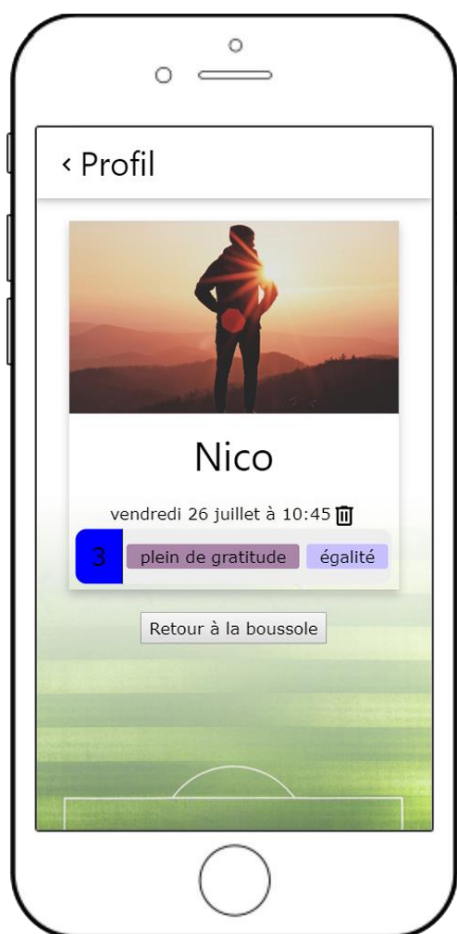 ‹ Profil
Nico
vendredi 26 juillet à 10:45
3 plein de gratitude égalité
Retour à la boussole